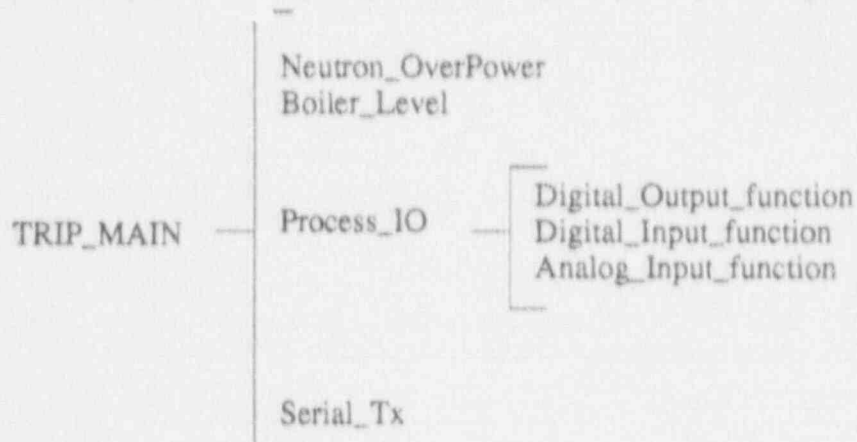 Neutron_OverPower
Boiler_Level
TRIP_MAIN
Process_IO
Digital_Output_function
Digital_Input_function
Analog_Input_function
Serial_Tx